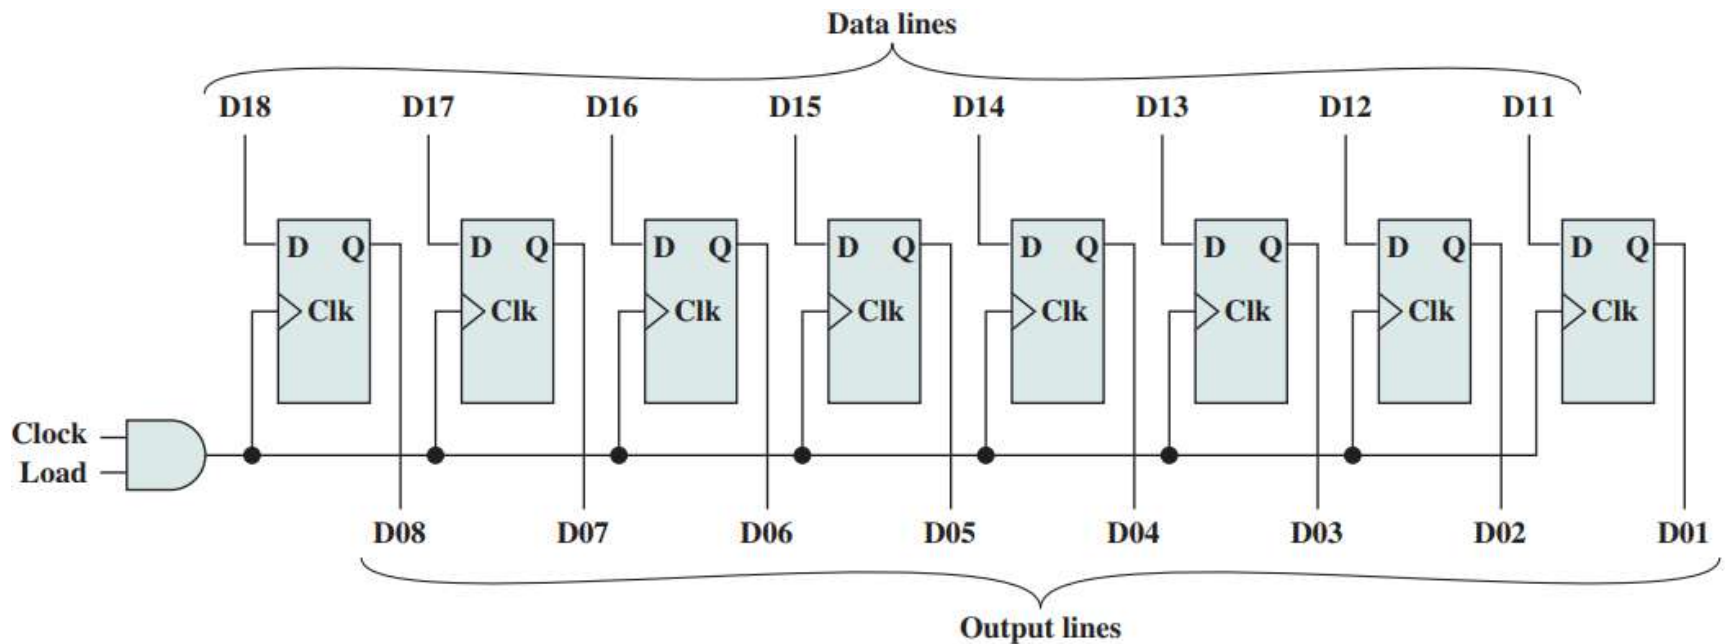 Data lines
D18 D17 D16 D15 D14 D13 D12 D11
D Q D Q D Q D Q D Q D Q D Q D Q
Clk Clk Clk Clk Clk Clk Clk Clk
Clock
Load
D08 D07 D06 D05 D04 D03 D02 D01
Output lines